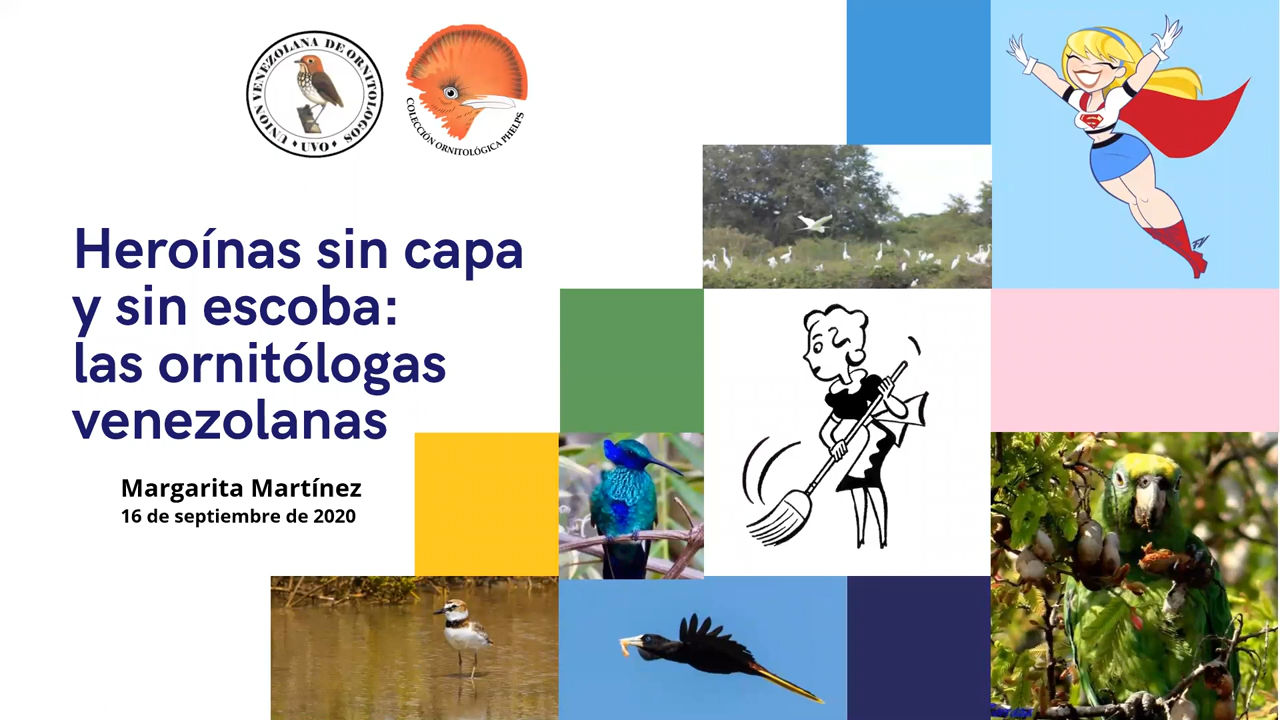 UNIÓN VENEZOLANA DE ORNITÓLOGOS
UVO
COLECCIÓN ORNITOLÓGICA PHELPS
Heroínas sin capa
y sin escoba:
las ornitólogas
venezolanas
Margarita Martínez
16 de septiembre de 2020